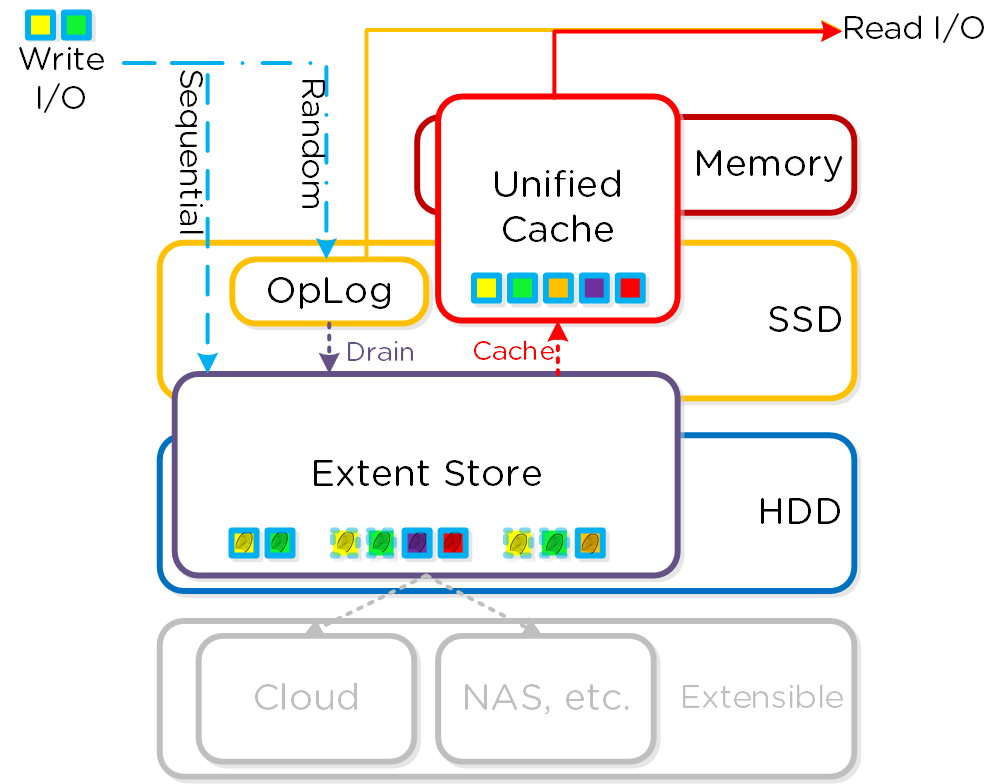 Write
I/O
Read I/O
Sequential
Random
Unified
Cache
Memory
OpLog
SSD
Drain
Cache
Extent Store
HDD
Cloud
NAS, etc.
Extensible